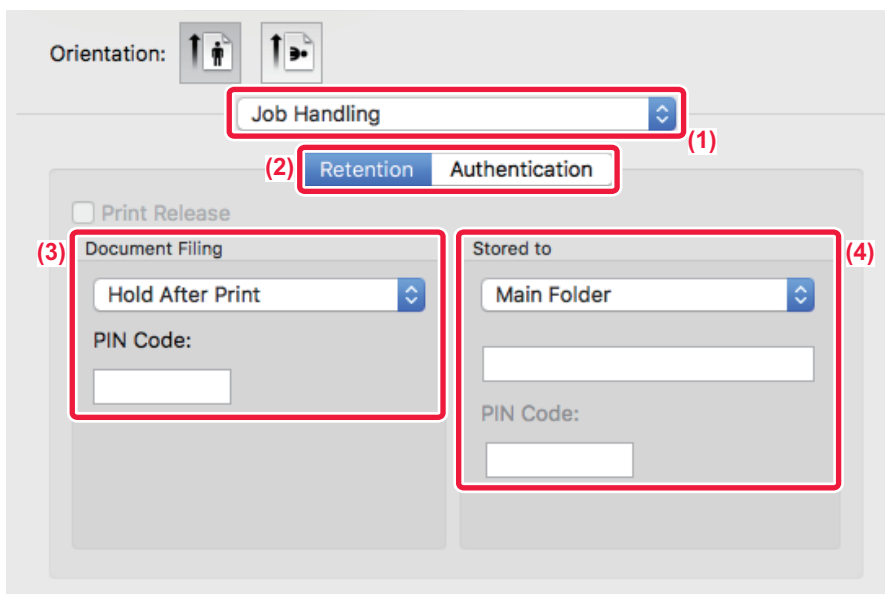 Orientation:
Job Handling
(1)
(2) Retention Authentication
Print Release
(3) Document Filing
Hold After Print
PIN Code:
Stored to (4)
Main Folder
PIN Code: